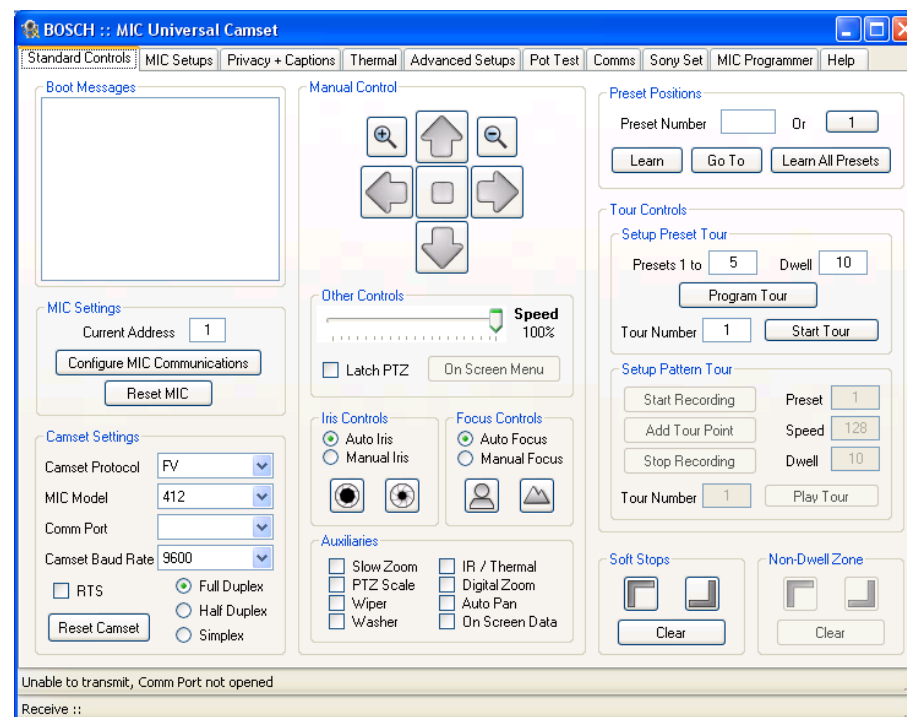 BOSCH :: MIC Universal Camset
Standard Controls MIC Setups Privacy + Captions Thermal Advanced Setups Pot Test Comms Sony Set MIC Programmer Help
Boot Messages
MIC Settings
Current Address 1
Configure MIC Communications
Reset MIC
Camset Settings
Camset Protocol FV
MIC Model 412
Comm Port
Camset Baud Rate 9600
RTS
Full Duplex
Half Duplex
Simplex
Reset Camset
Manual Control
Other Controls
Speed
100%
Latch PTZ On Screen Menu
Iris Controls
Auto Iris
Manual Iris
Focus Controls
Auto Focus
Manual Focus
Auxiliaries
Slow Zoom IR / Thermal
PTZ Scale Digital Zoom
Wiper Auto Pan
Washer On Screen Data
Preset Positions
Preset Number Or 1
Learn Go To Learn All Presets
Tour Controls
Setup Preset Tour
Presets 1 to 5 Dwell 10
Program Tour
Tour Number 1 Start Tour
Setup Pattern Tour
Start Recording Preset 1
Add Tour Point Speed 128
Stop Recording Dwell 10
Tour Number 1 Play Tour
Soft Stops
Clear
Non-Dwell Zone
Clear
Unable to transmit, Comm Port not opened
Receive ::